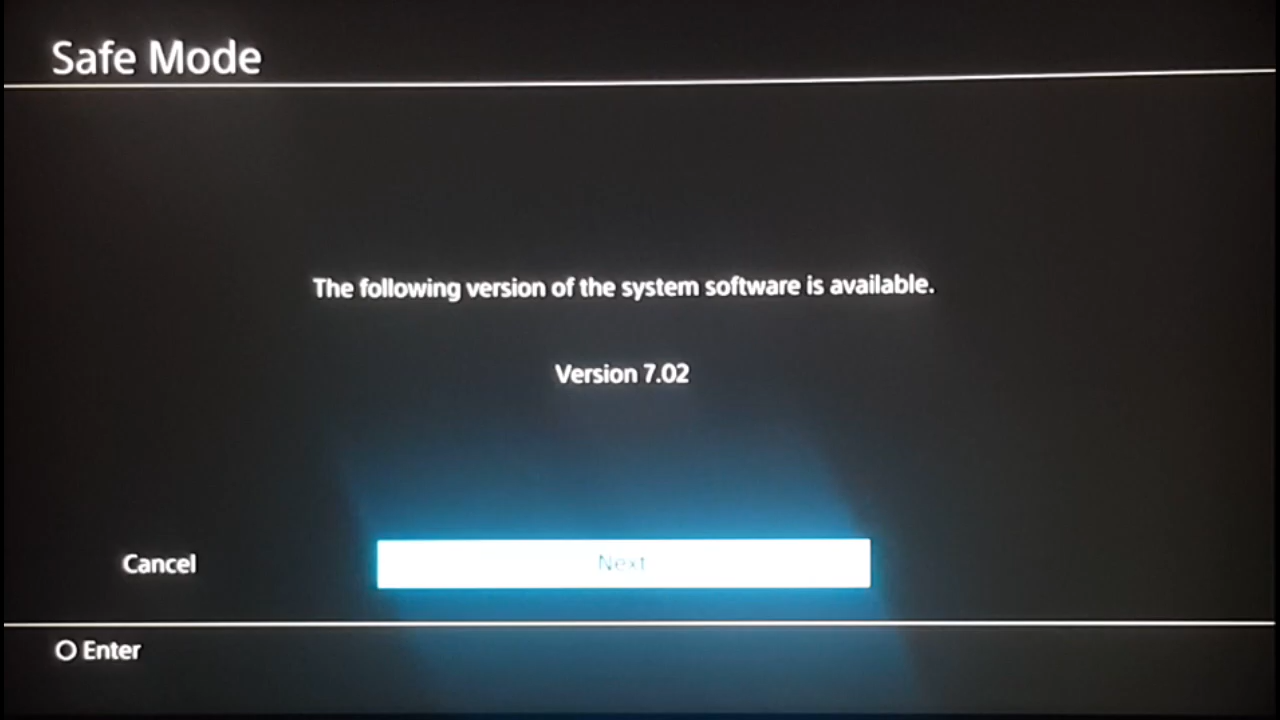 Safe Mode
The following version of the system software is available.
Version 7.02
Cancel
Next
Enter